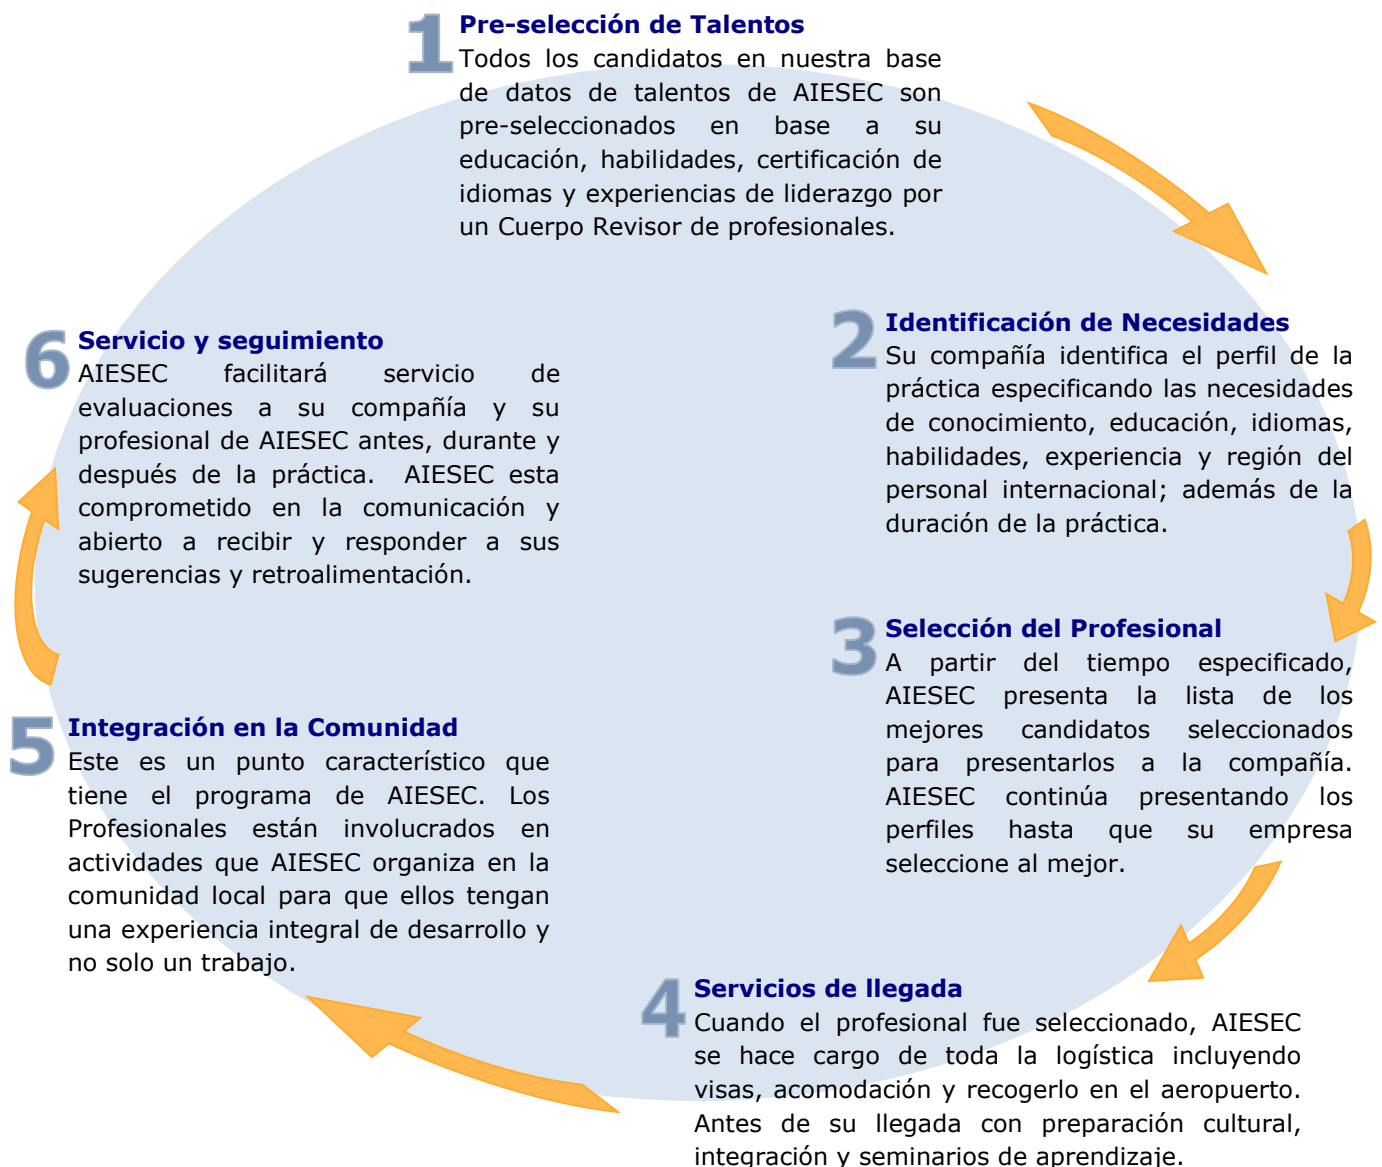 1
Pre-selección de Talentos
Todos los candidatos en nuestra base
de datos de talentos de AIESEC son
pre-seleccionados en base a su
educación, habilidades, certificación de
idiomas y experiencias de liderazgo por
un Cuerpo Revisor de profesionales.
2
Identificación de Necesidades
Su compañía identifica el perfil de la
práctica especificando las necesidades
de conocimiento, educación, idiomas,
habilidades, experiencia y región del
personal internacional; además de la
duración de la práctica.
3
Selección del Profesional
A partir del tiempo especificado,
AIESEC presenta la lista de los
mejores candidatos seleccionados
para presentarlos a la compañía.
AIESEC continúa presentando los
perfiles hasta que su empresa
seleccione al mejor.
4
Servicios de llegada
Cuando el profesional fue seleccionado, AIESEC
se hace cargo de toda la logística incluyendo
visas, acomodación y recogerlo en el aeropuerto.
Antes de su llegada con preparación cultural,
integración y seminarios de aprendizaje.
5
Integración en la Comunidad
Este es un punto característico que
tiene el programa de AIESEC. Los
Profesionales están involucrados en
actividades que AIESEC organiza en la
comunidad local para que ellos tengan
una experiencia integral de desarrollo y
no solo un trabajo.
6
Servicio y seguimiento
AIESEC facilitará servicio de
evaluaciones a su compañía y su
profesional de AIESEC antes, durante y
después de la práctica. AIESEC esta
comprometido en la comunicación y
abierto a recibir y responder a sus
sugerencias y retroalimentación.